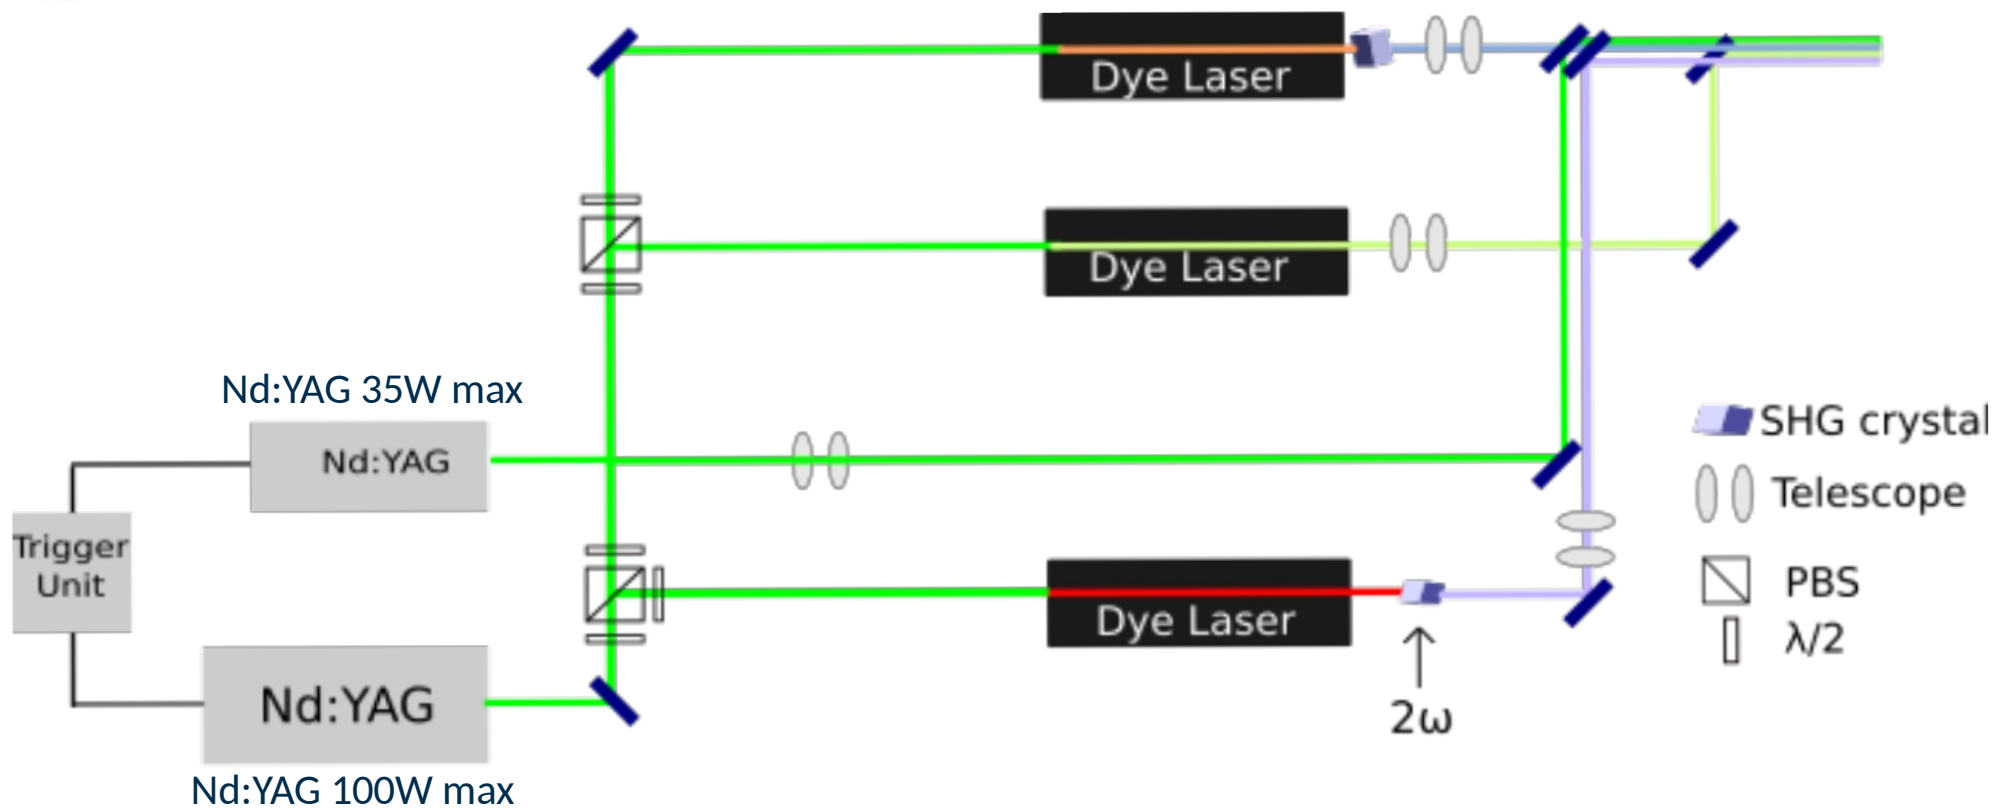 Dye Laser
Dye Laser
Nd:YAG 35W max
Nd:YAG
SHG crystal
Telescope
Trigger
Unit
PBS
Dye Laser
λ/2
Nd:YAG
2ω
Nd:YAG 100W max